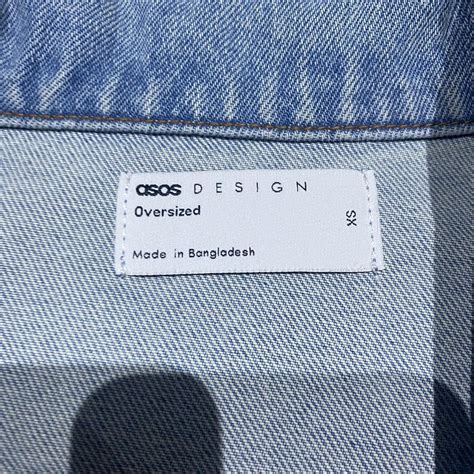 asos DESIGN
Oversized
XS
Made in Bangladesh